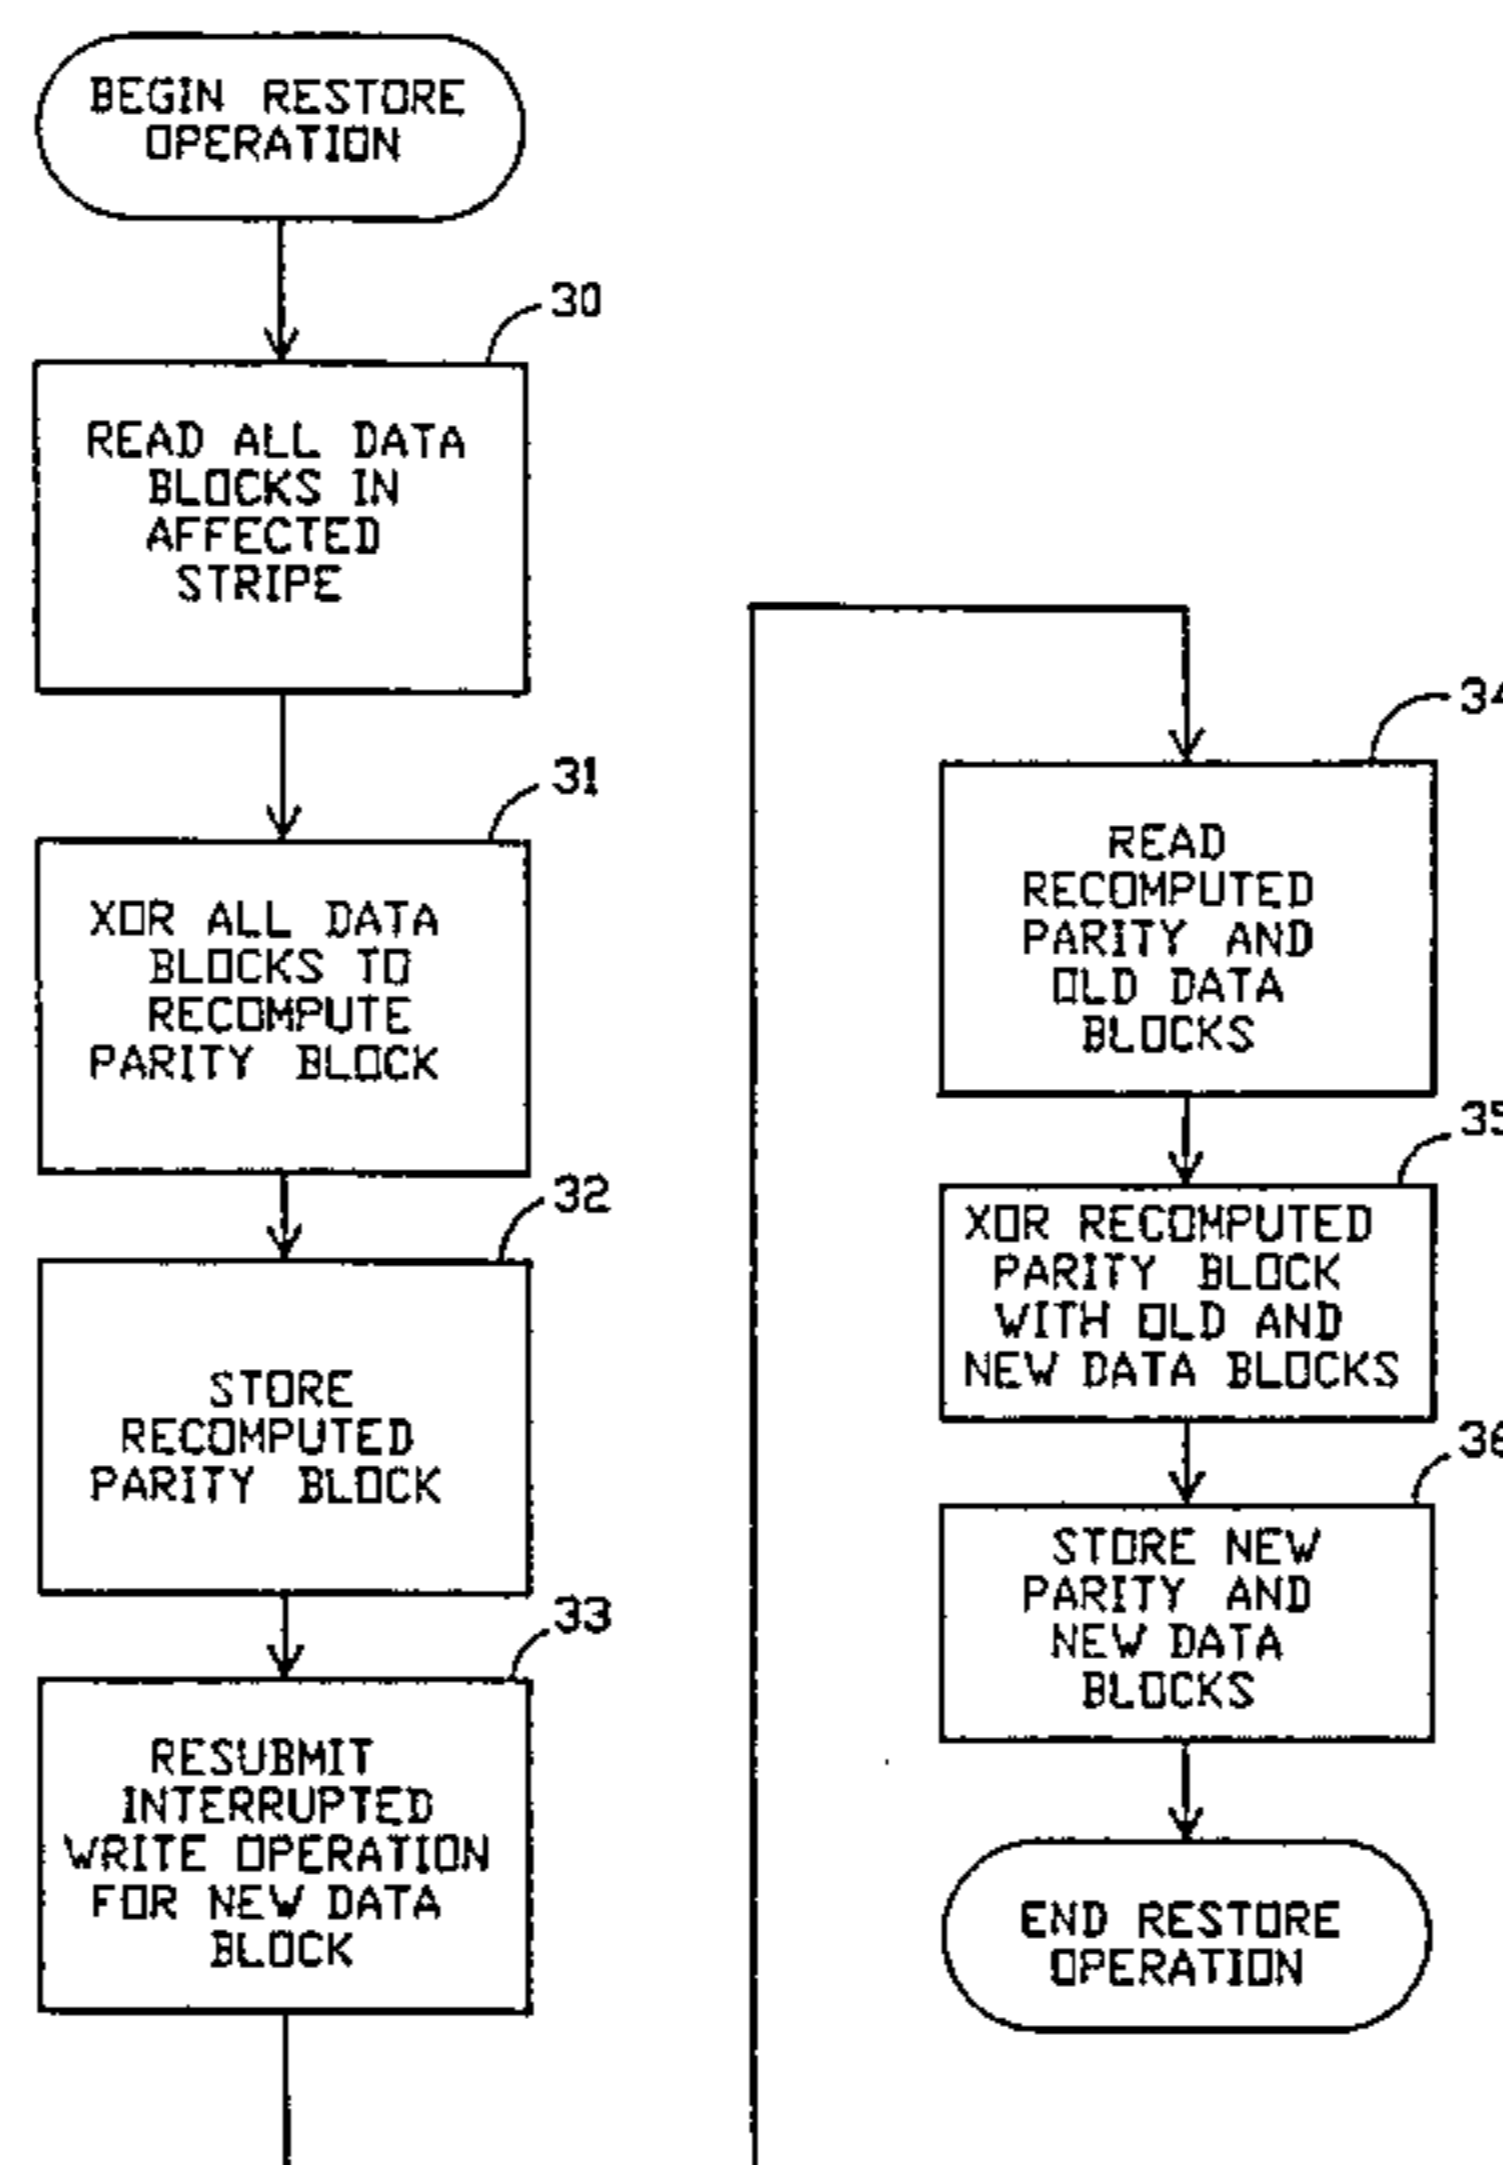 BEGIN RESTORE
OPERATION
30
READ ALL DATA
BLOCKS IN
AFFECTED
STRIPE
31
XOR ALL DATA
BLOCKS TO
RECOMPUTE
PARITY BLOCK
32
STORE
RECOMPUTED
PARITY BLOCK
33
RESUBMIT
INTERRUPTED
WRITE OPERATION
FOR NEW DATA
BLOCK
34
READ
RECOMPUTED
PARITY AND
OLD DATA
BLOCKS
35
XOR RECOMPUTED
PARITY BLOCK
WITH OLD AND
NEW DATA BLOCKS
36
STORE NEW
PARITY AND
NEW DATA
BLOCKS
END RESTORE
OPERATION